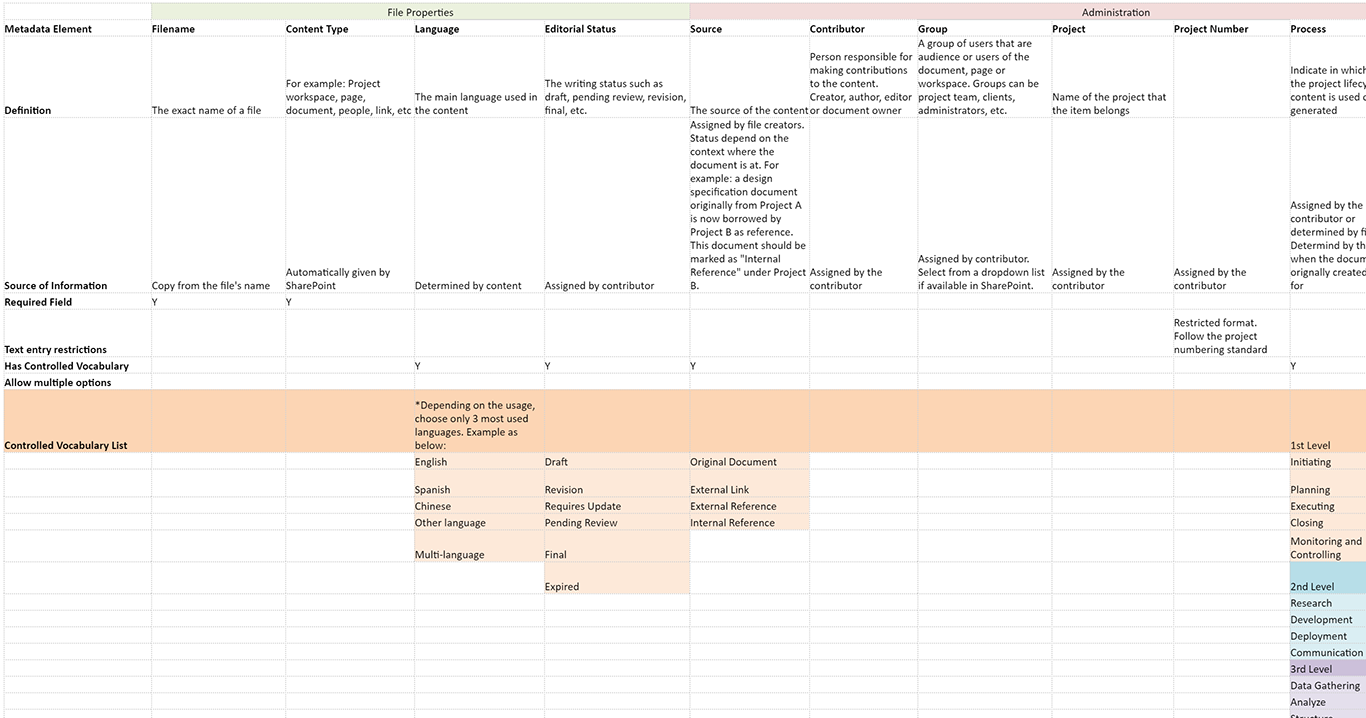 File Properties
Administration
Metadata Element
Filename
Content Type
Language
Editorial Status
Source
Contributor
Group
Project
Project Number
Process
Definition
The exact name of a file
For example: Project
workspace, page,
document, people, link, etc
The main language used in
the content
The writing status such as
draft, pending review, revision,
final, etc.
The source of the content
Person responsible for
making contributions
to the content.
Creator, author, editor
or document owner
A group of users that are
audience or users of the
document, page or
workspace. Groups can be
project team, clients,
administrators, etc.
Name of the project that
the item belongs
Indicate in which
the project lifecy
content is used o
generated
Source of Information
Copy from the file's name
Automatically given by
SharePoint
Determined by content
Assigned by contributor
Assigned by file creators.
Status depend on the
context where the
document is at. For
example: a design
specification document
originally from Project A
is now borrowed by
Project B as reference.
This document should be
marked as "Internal
Reference" under Project
B.
Assigned by the
contributor
Assigned by contributor.
Select from a dropdown list
if available in SharePoint.
Assigned by the
contributor
Assigned by the
contributor
Assigned by the
contributor or
determined by fi
Determind by th
when the docum
orignally created
for
Required Field
Y
Y
Text entry restrictions
Restricted format.
Follow the project
numbering standard
Has Controlled Vocabulary
Y
Y
Y
Y
Allow multiple options
Controlled Vocabulary List
*Depending on the usage,
choose only 3 most used
languages. Example as
below:
1st Level
English
Draft
Original Document
Initiating
Spanish
Revision
External Link
Planning
Chinese
Requires Update
External Reference
Executing
Other language
Pending Review
Internal Reference
Closing
Multi-language
Final
Monitoring and
Controlling
Expired
2nd Level
Research
Development
Deployment
Communication
3rd Level
Data Gathering
Analyze